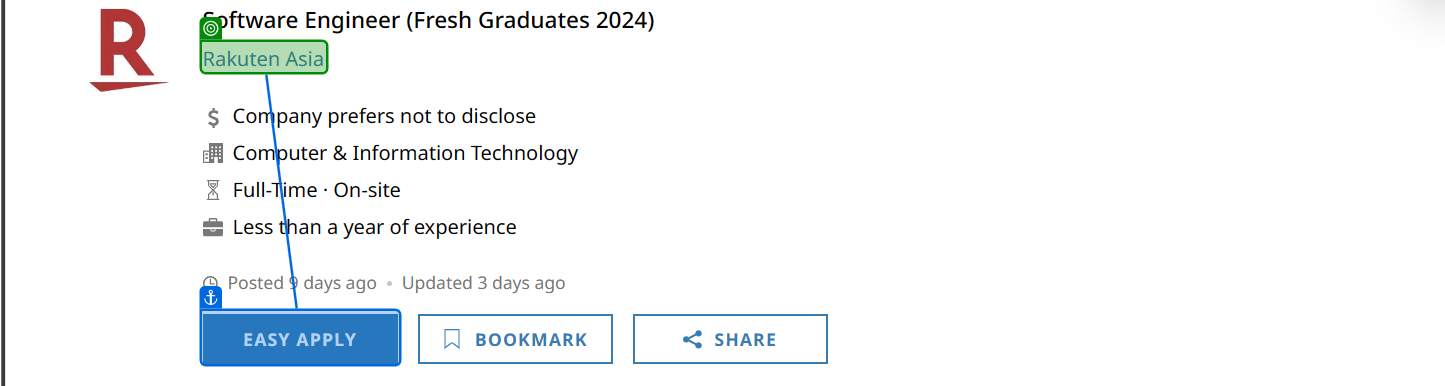 R
Software Engineer (Fresh Graduates 2024)
Rakuten Asia
$ Company prefers not to disclose
Computer & Information Technology
Full-Time · On-site
Less than a year of experience
Posted 9 days ago • Updated 3 days ago
EASY APPLY
BOOKMARK
SHARE